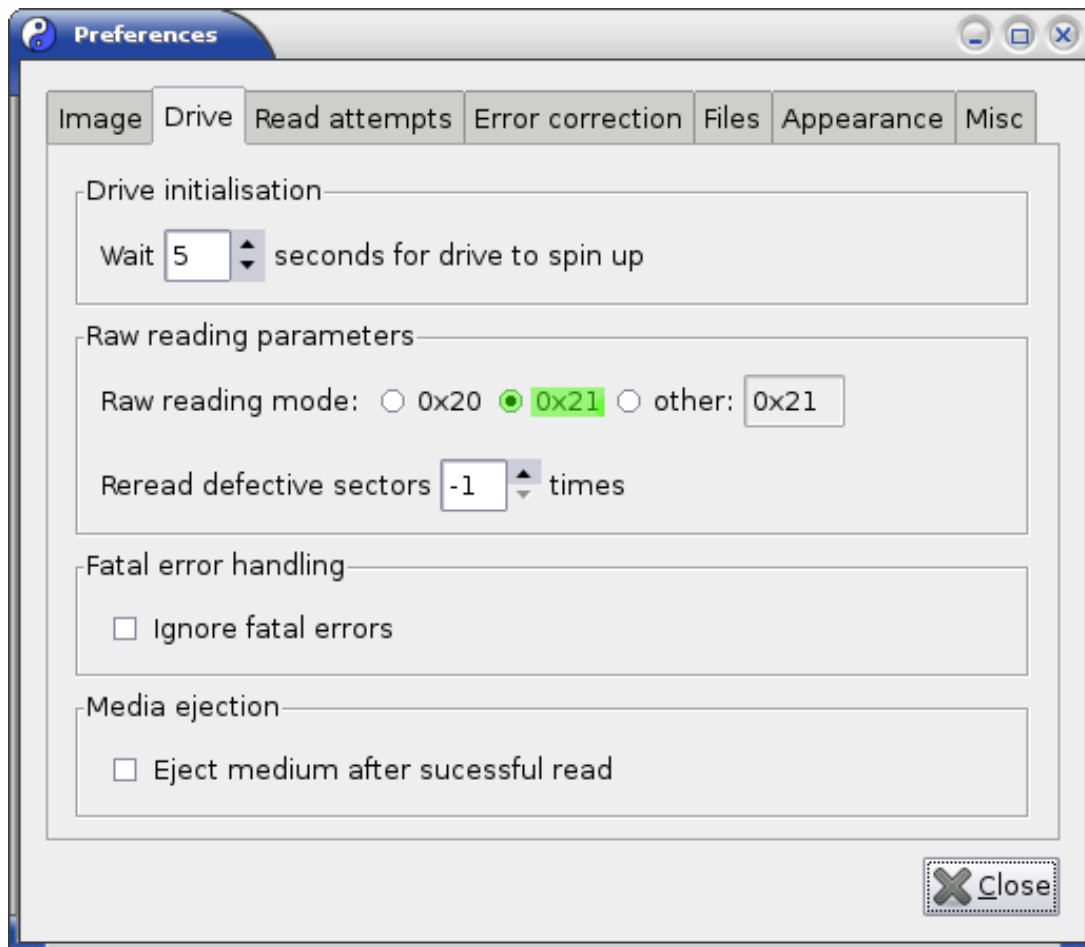 Preferences
Image Drive Read attempts Error correction Files Appearance Misc
Drive initialisation
Wait 5 seconds for drive to spin up
Raw reading parameters
Raw reading mode: 0x20 0x21 other: 0x21
Reread defective sectors -1 times
Fatal error handling
Ignore fatal errors
Media ejection
Eject medium after sucessful read
Close